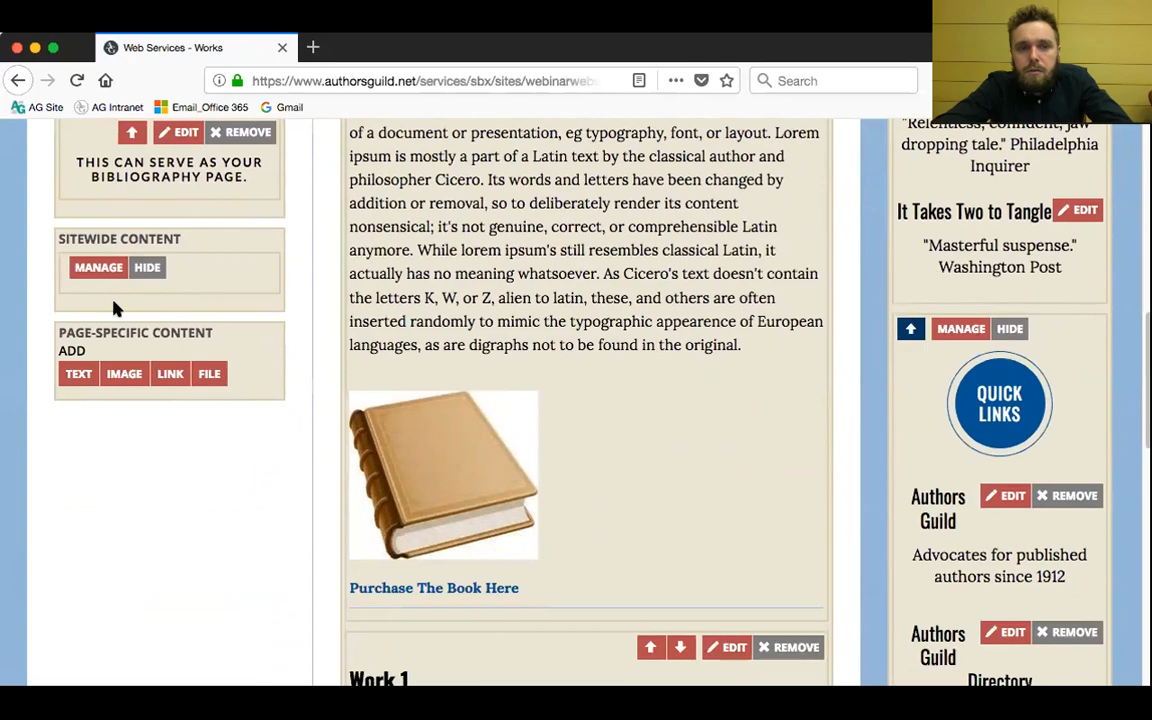 Web Services - Works
https://www.authorsguild.net/services/sbx/sites/webinarweb
Search
AG Site
AG Intranet
Email_Office 365
Gmail
EDIT
REMOVE
THIS CAN SERVE AS YOUR
BIBLIOGRAPHY PAGE.
SITEWIDE CONTENT
MANAGE
HIDE
PAGE-SPECIFIC CONTENT
ADD
TEXT
IMAGE
LINK
FILE
of a document or presentation, eg typography, font, or layout. Lorem
ipsum is mostly a part of a Latin text by the classical author and
philosopher Cicero. Its words and letters have been changed by
addition or removal, so to deliberately render its content
nonsensical; it's not genuine, correct, or comprehensible Latin
anymore. While lorem ipsum's still resembles classical Latin, it
actually has no meaning whatsoever. As Cicero's text doesn't contain
the letters K, W, or Z, alien to latin, these, and others are often
inserted randomly to mimic the typographic appearence of European
languages, as are digraphs not to be found in the original.
Purchase The Book Here
EDIT
REMOVE
Work 1
"Relentless, confident, jaw
dropping tale." Philadelphia
Inquirer
It Takes Two to Tangle
EDIT
"Masterful suspense."
Washington Post
MANAGE
HIDE
QUICK
LINKS
Authors
Guild
EDIT
REMOVE
Advocates for published
authors since 1912
Authors
Guild
EDIT
REMOVE
Directory